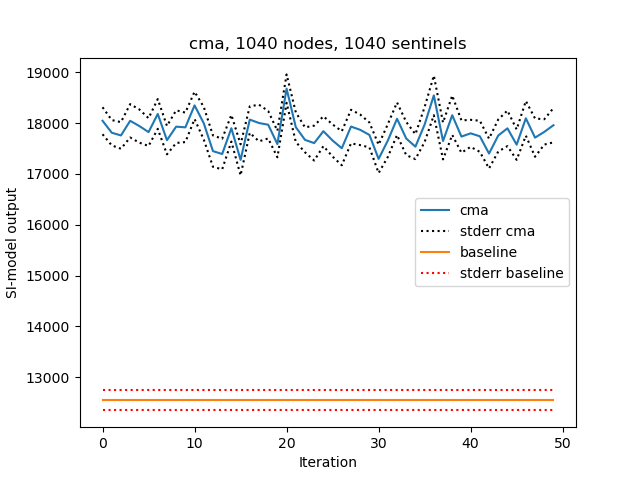 cma, 1040 nodes, 1040 sentinels
19000
18000
17000
16000
15000
14000
13000
SI-model output
cma
stderr cma
baseline
stderr baseline
0 10 20 30 40 50
Iteration